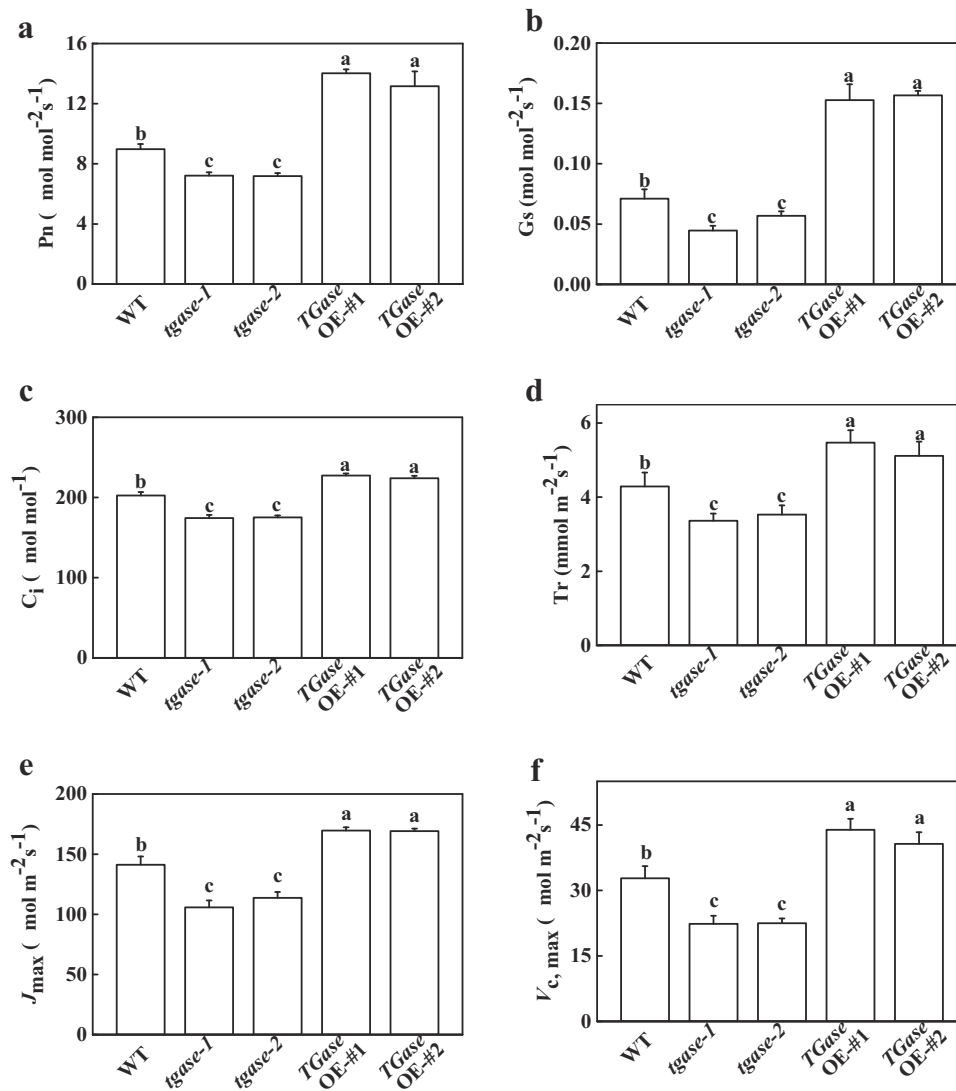 a
Pn ( mol mol⁻²s⁻¹)
16
12
8
4
0
b
c
c
a
a
WT
tgase-1
tgase-2
TGase
OE-#1
TGase
OE-#2
b
Gs (mol mol⁻²s⁻¹)
0.20
0.15
0.10
0.05
0.00
b
c
c
a
a
WT
tgase-1
tgase-2
TGase
OE-#1
TGase
OE-#2
c
Cᵢ ( mol mol⁻¹)
300
200
100
0
b
c
c
a
a
WT
tgase-1
tgase-2
TGase
OE-#1
TGase
OE-#2
d
Tr (mmol m⁻²s⁻¹)
6
4
2
0
b
c
c
a
a
WT
tgase-1
tgase-2
TGase
OE-#1
TGase
OE-#2
e
Jmax ( mol m⁻²s⁻¹)
200
150
100
50
0
b
c
c
a
a
WT
tgase-1
tgase-2
TGase
OE-#1
TGase
OE-#2
f
Vc, max ( mol m⁻²s⁻¹)
45
30
15
0
b
c
c
a
a
WT
tgase-1
tgase-2
TGase
OE-#1
TGase
OE-#2